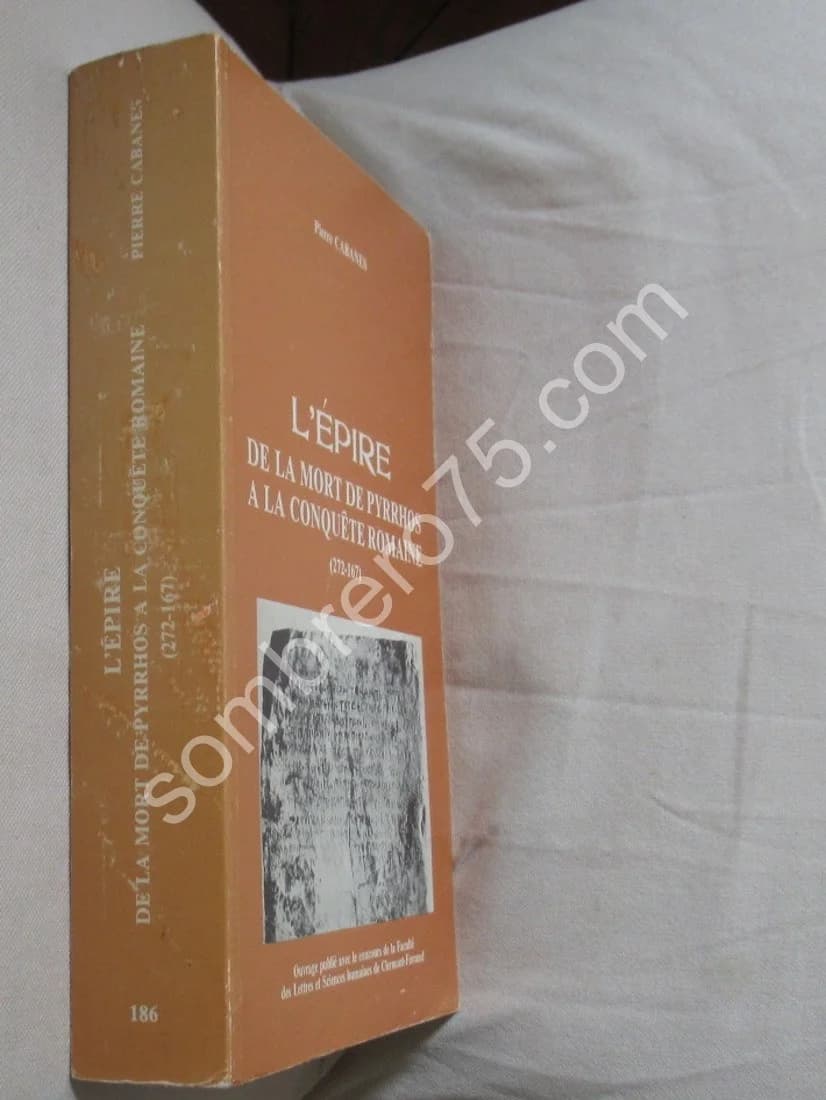 L'ÉPIRE
DE LA MORT DE PYRRHOS A LA CONQUÊTE ROMAINE
(272-167)
PIERRE CABANES
186
Pierre CABANES
L'ÉPIRE
DE LA MORT DE PYRRHOS
A LA CONQUÊTE ROMAINE
(272-167)
Ouvrage publié avec le concours de la Faculté
des Lettres et Sciences humaines de Clermont-Ferrand
sombrero75.com